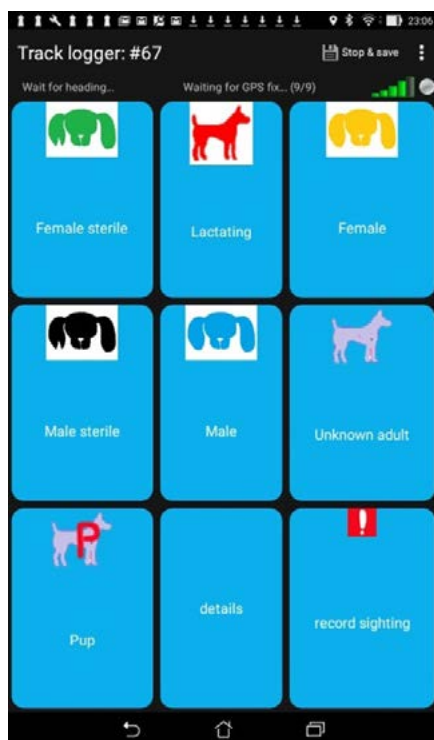 23:06
Track logger: #67
Stop & save
Wait for heading...
Waiting for GPS fix... (9/9)
Female sterile
Lactating
Female
Male sterile
Male
Unknown adult
P
Pup
details
!
record sighting